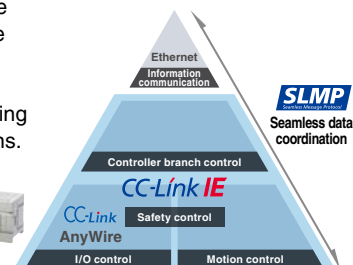 e
e
ing
ns.
Ethernet
Information
communication
SLMP
Seamless Message Protocol
Seamless data
coordination
Controller branch control
CC-Link IE
CC-Link
Safety control
AnyWire
I/O control
Motion control